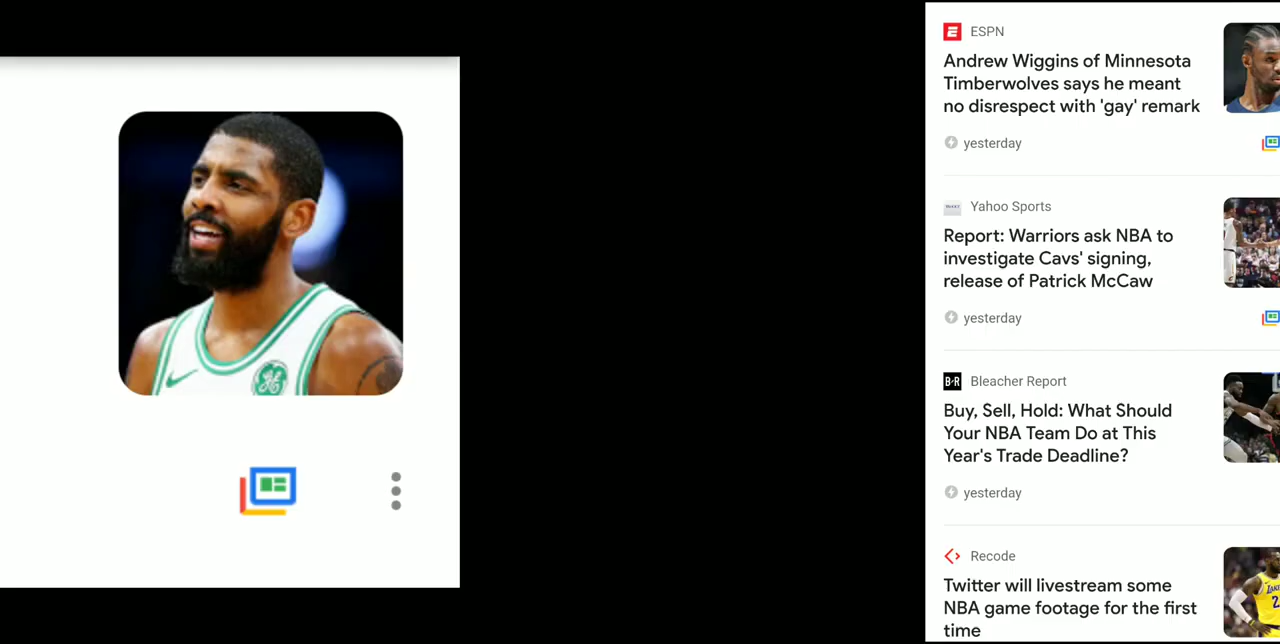 ESPN
Andrew Wiggins of Minnesota
Timberwolves says he meant
no disrespect with 'gay' remark
yesterday
Yahoo Sports
Report: Warriors ask NBA to
investigate Cavs' signing,
release of Patrick McCaw
yesterday
B/R Bleacher Report
Buy, Sell, Hold: What Should
Your NBA Team Do at This
Year's Trade Deadline?
yesterday
Recode
Twitter will livestream some
NBA game footage for the first
time